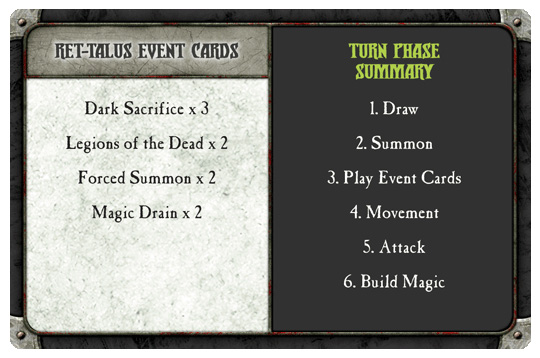 RET-TALUS EVENT CARDS
Dark Sacrifice x 3
Legions of the Dead x 2
Forced Summon x 2
Magic Drain x 2
TURN PHASE
SUMMARY
1. Draw
2. Summon
3. Play Event Cards
4. Movement
5. Attack
6. Build Magic